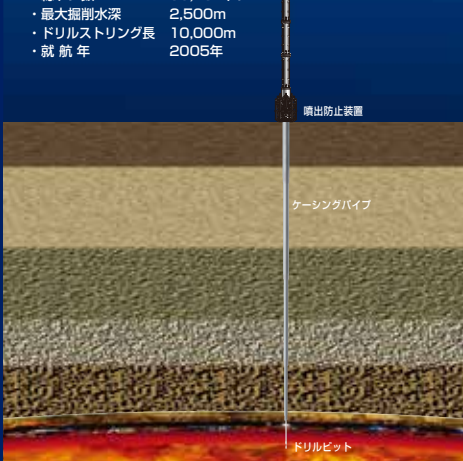 ・最大掘削水深 2,500m
・ドリルストリング長 10,000m
・就 航 年 2005年
噴出防止装置
ケーシングパイプ
ドリルビット